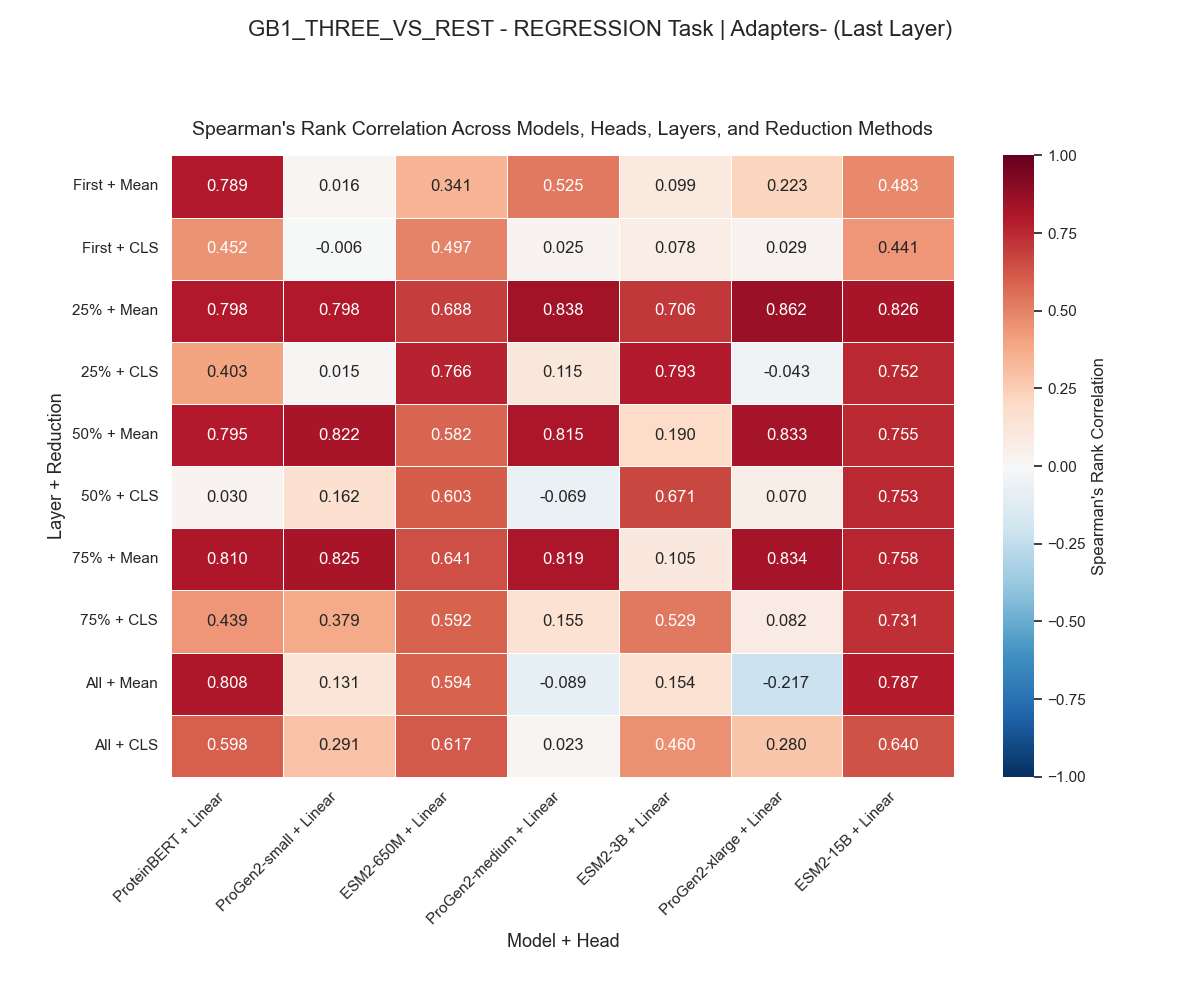 GB1_THREE_VS_REST - REGRESSION Task | Adapters- (Last Layer)
Spearman's Rank Correlation Across Models, Heads, Layers, and Reduction Methods
Layer + Reduction
First + Mean 0.789 0.016 0.341 0.525 0.099 0.223 0.483
First + CLS 0.452 -0.006 0.497 0.025 0.078 0.029 0.441
25% + Mean 0.798 0.798 0.688 0.838 0.706 0.862 0.826
25% + CLS 0.403 0.015 0.766 0.115 0.793 -0.043 0.752
50% + Mean 0.795 0.822 0.582 0.815 0.190 0.833 0.755
50% + CLS 0.030 0.162 0.603 -0.069 0.671 0.070 0.753
75% + Mean 0.810 0.825 0.641 0.819 0.105 0.834 0.758
75% + CLS 0.439 0.379 0.592 0.155 0.529 0.082 0.731
All + Mean 0.808 0.131 0.594 -0.089 0.154 -0.217 0.787
All + CLS 0.598 0.291 0.617 0.023 0.460 0.280 0.640
ProteinBERT + Linear
ProGen2-small + Linear
ESM2-650M + Linear
ProGen2-medium + Linear
ESM2-3B + Linear
ProGen2-xlarge + Linear
ESM2-15B + Linear
Model + Head
1.00
0.75
0.50
0.25
0.00
−0.25
−0.50
−0.75
−1.00
Spearman's Rank Correlation